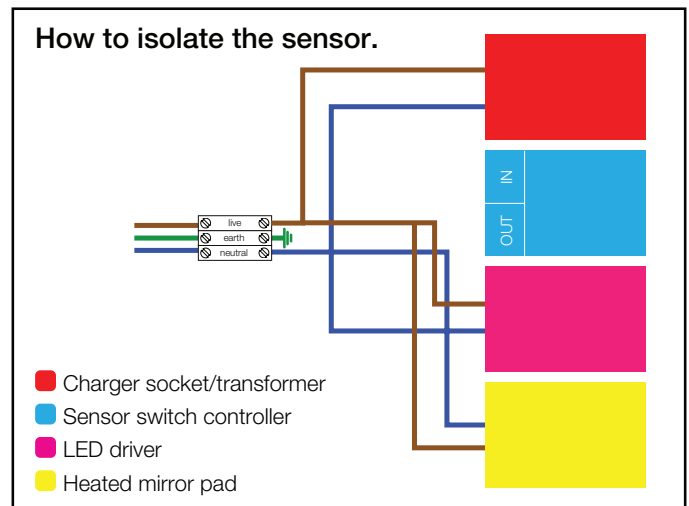 How to isolate the sensor.
live
earth
neutral
IN
OUT
Charger socket/transformer
Sensor switch controller
LED driver
Heated mirror pad